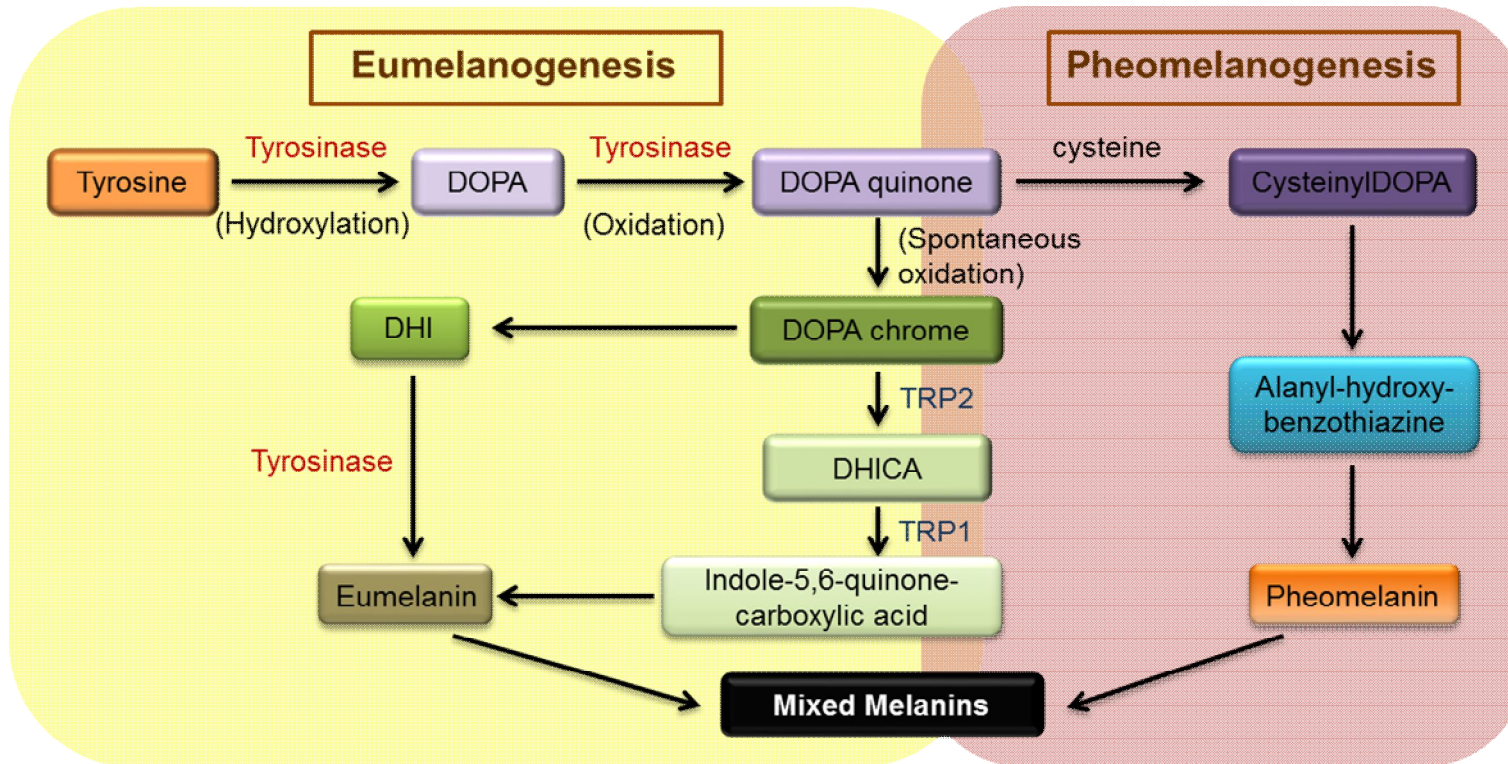 Eumelanogenesis
Pheomelanogenesis
Tyrosinase
Tyrosinase
cysteine
Tyrosine
DOPA
DOPA quinone
CysteinylDOPA
(Hydroxylation)
(Oxidation)
(Spontaneous
oxidation)
DHI
DOPA chrome
TRP2
Alanyl-hydroxy-
benzothiazine
Tyrosinase
DHICA
TRP1
Eumelanin
Indole-5,6-quinone-
carboxylic acid
Pheomelanin
Mixed Melanins